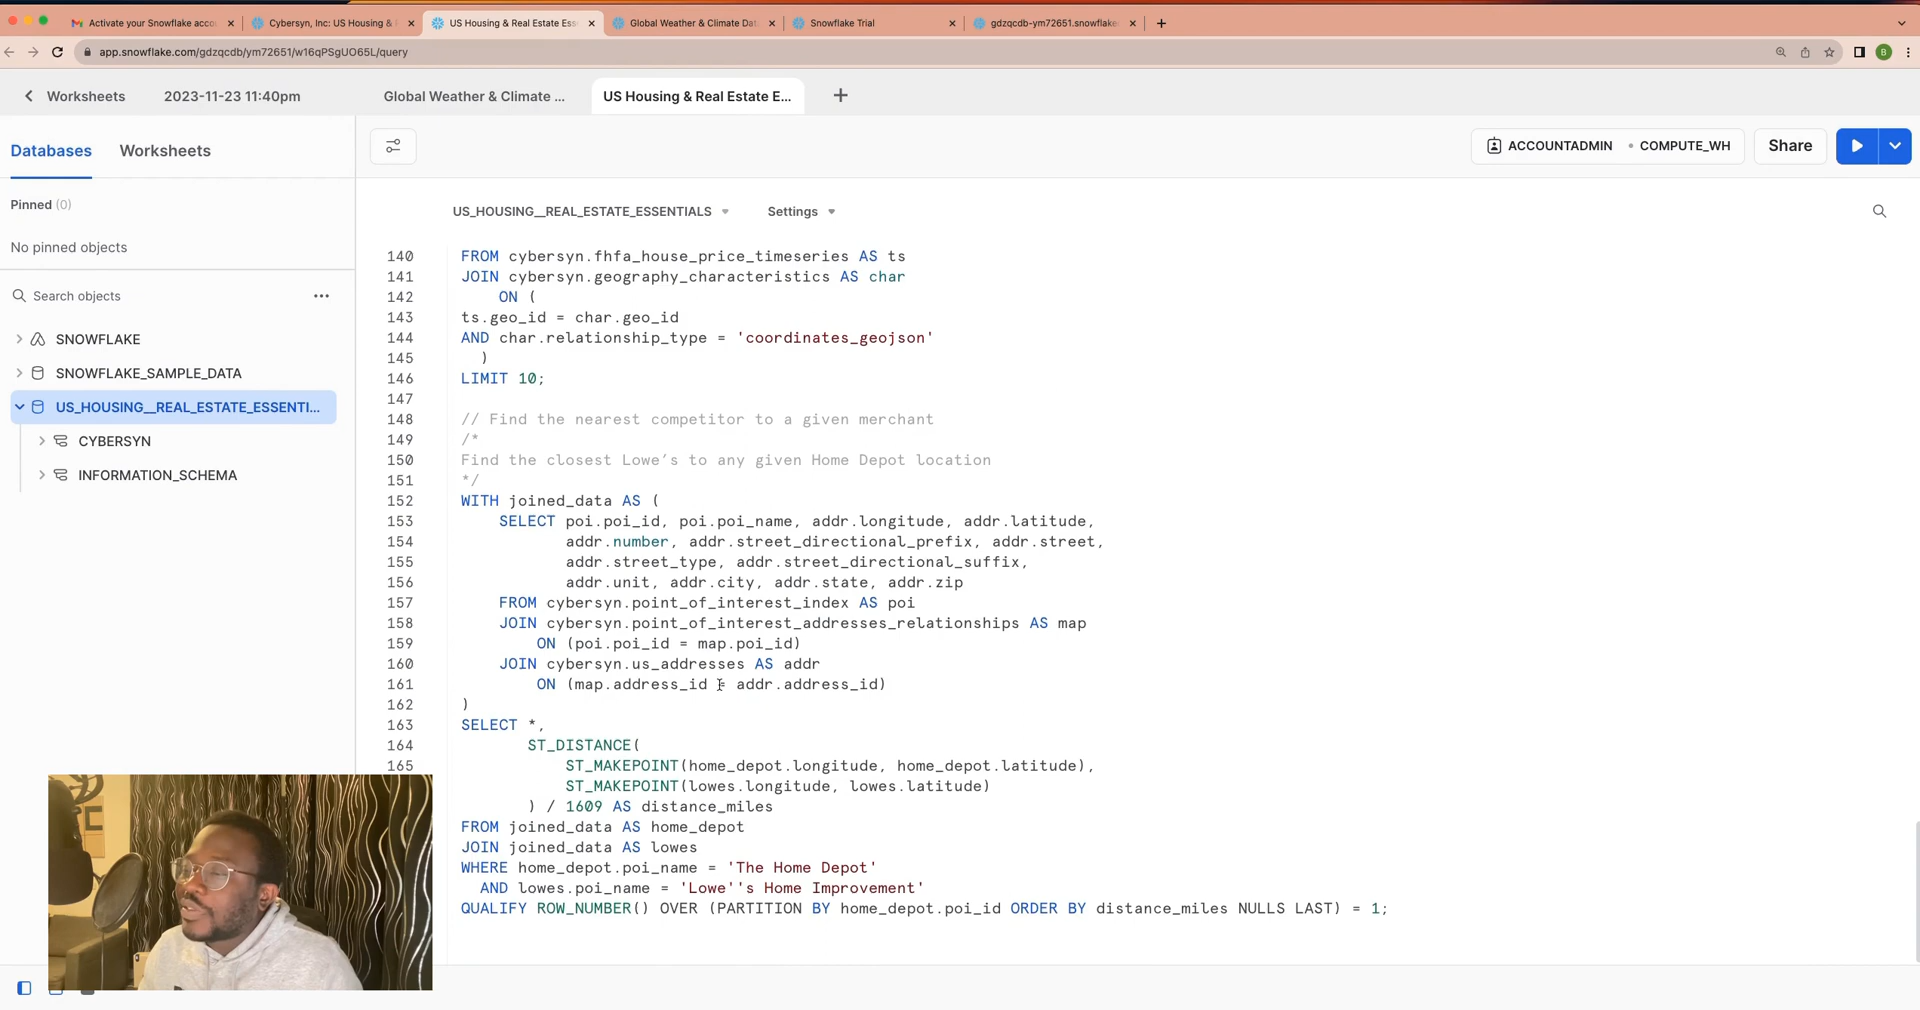 Activate your Snowflake acco
Cybersyn, Inc: US Housing &
US Housing & Real Estate Ess
Global Weather & Climate Dat
Snowflake Trial
gdzqcdb-ym72651.snowflake
app.snowflake.com/gdzqcdb/ym72651/w16qPSgUO65L/query
B
Worksheets
2023-11-23 11:40pm
Global Weather & Climate ...
US Housing & Real Estate E...
Databases
Worksheets
ACCOUNTADMIN
COMPUTE_WH
Share
Pinned (0)
US_HOUSING__REAL_ESTATE_ESSENTIALS
Settings
No pinned objects
Search objects
SNOWFLAKE
SNOWFLAKE_SAMPLE_DATA
US_HOUSING__REAL_ESTATE_ESSENTI...
CYBERSYN
INFORMATION_SCHEMA
140 FROM cybersyn.fhfa_house_price_timeseries AS ts
141 JOIN cybersyn.geography_characteristics AS char
142 ON (
143 ts.geo_id = char.geo_id
144 AND char.relationship_type = 'coordinates_geojson'
145 )
146 LIMIT 10;
147
148 // Find the nearest competitor to a given merchant
149 /*
150 Find the closest Lowe’s to any given Home Depot location
151 */
152 WITH joined_data AS (
153 SELECT poi.poi_id, poi.poi_name, addr.longitude, addr.latitude,
154 addr.number, addr.street_directional_prefix, addr.street,
155 addr.street_type, addr.street_directional_suffix,
156 addr.unit, addr.city, addr.state, addr.zip
157 FROM cybersyn.point_of_interest_index AS poi
158 JOIN cybersyn.point_of_interest_addresses_relationships AS map
159 ON (poi.poi_id = map.poi_id)
160 JOIN cybersyn.us_addresses AS addr
161 ON (map.address_id = addr.address_id)
162 )
163 SELECT *,
164 ST_DISTANCE(
165 ST_MAKEPOINT(home_depot.longitude, home_depot.latitude),
ST_MAKEPOINT(lowes.longitude, lowes.latitude)
) / 1609 AS distance_miles
FROM joined_data AS home_depot
JOIN joined_data AS lowes
WHERE home_depot.poi_name = 'The Home Depot'
AND lowes.poi_name = 'Lowe''s Home Improvement'
QUALIFY ROW_NUMBER() OVER (PARTITION BY home_depot.poi_id ORDER BY distance_miles NULLS LAST) = 1;